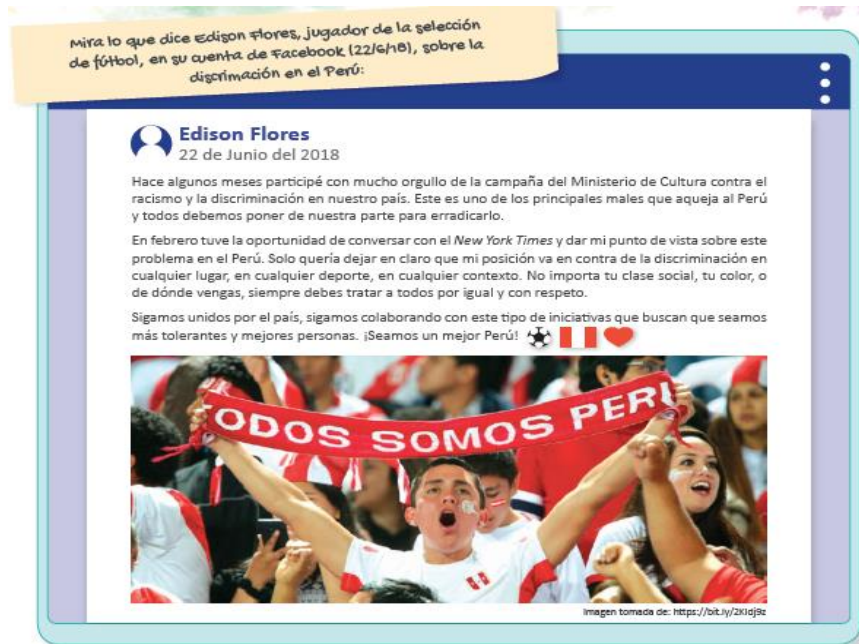 Mira lo que dice Edison Flores, jugador de la selección
de fútbol, en su cuenta de Facebook (22/6/18), sobre la
discrimación en el Perú:
Edison Flores
22 de Junio del 2018
Hace algunos meses participé con mucho orgullo de la campaña del Ministerio de Cultura contra el
racismo y la discriminación en nuestro país. Este es uno de los principales males que aqueja al Perú
y todos debemos poner de nuestra parte para erradicarlo.
En febrero tuve la oportunidad de conversar con el New York Times y dar mi punto de vista sobre este
problema en el Perú. Solo quería dejar en claro que mi posición va en contra de la discriminación en
cualquier lugar, en cualquier deporte, en cualquier contexto. No importa tu clase social, tu color, o
de dónde vengas, siempre debes tratar a todos por igual y con respeto.
Sigamos unidos por el país, sigamos colaborando con este tipo de iniciativas que buscan que seamos
más tolerantes y mejores personas. ¡Seamos un mejor Perú!
TODOS SOMOS PERU
Imagen tomada de: https://bit.ly/2KIdj9z